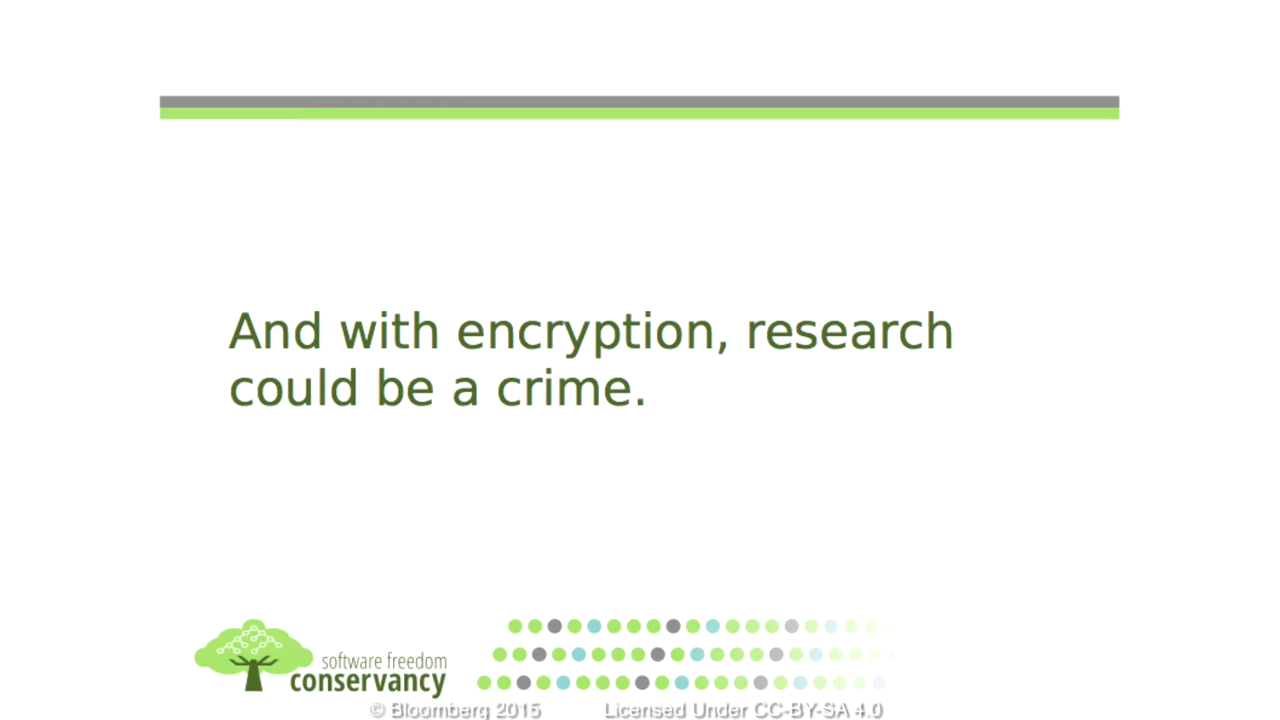 And with encryption, research
could be a crime.
software freedom
conservancy
© Bloomberg 2015 Licensed Under CC-BY-SA 4.0